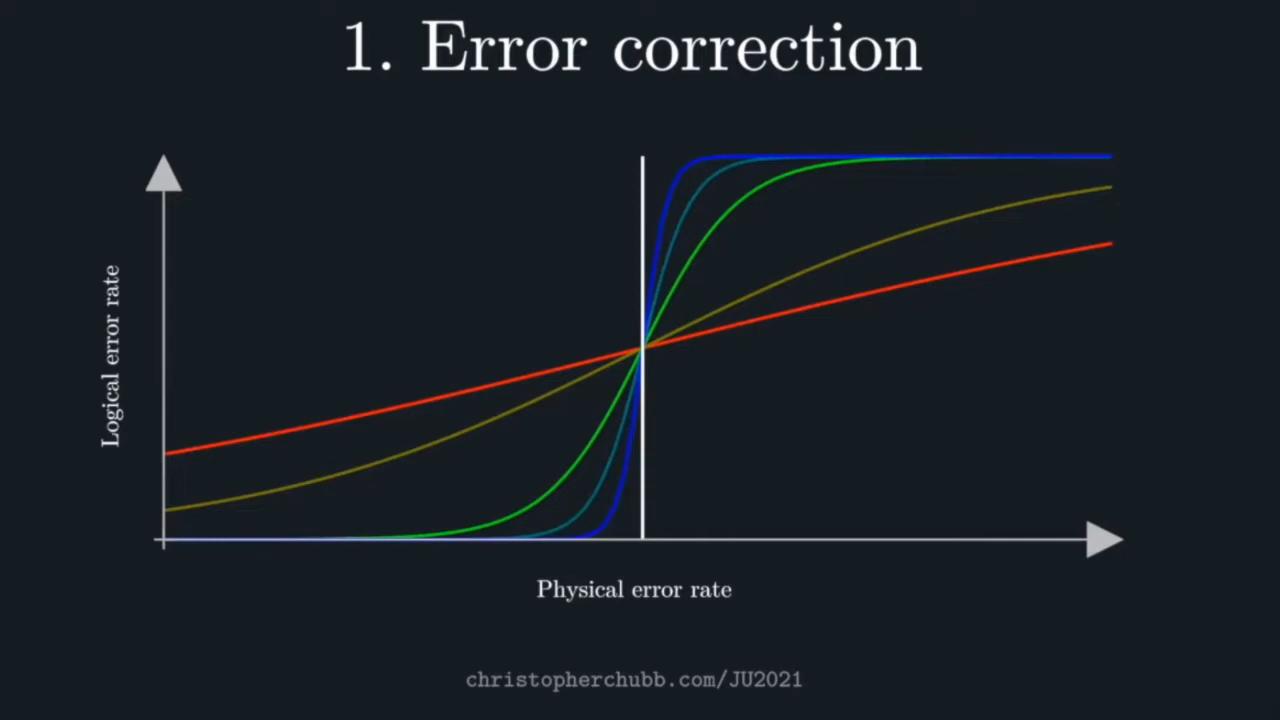 1. Error correction
Logical error rate
Physical error rate
christopherchubb.com/JU2021